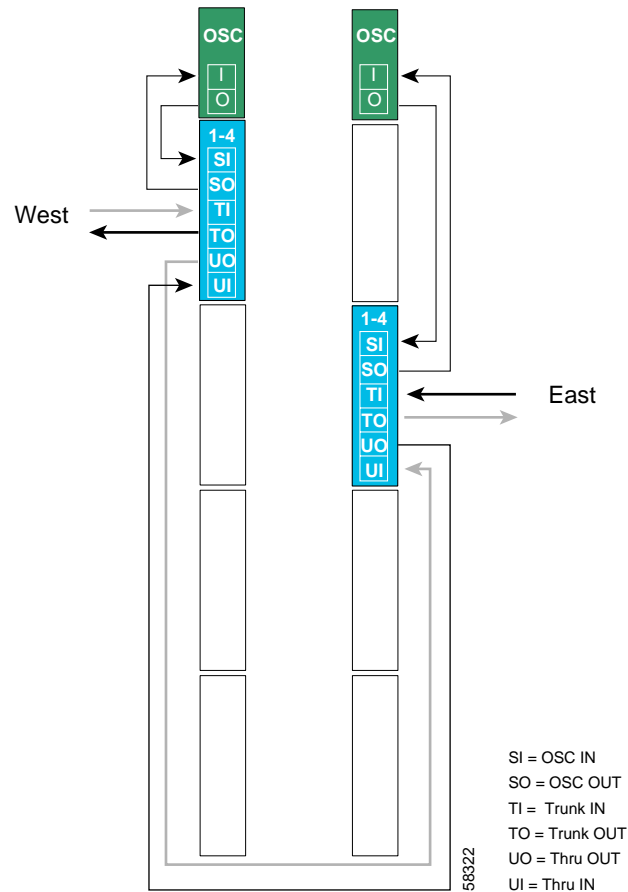 OSC
I
O
1-4
SI
SO
TI
TO
UO
UI
West
OSC
I
O
1-4
SI
SO
TI
TO
UO
UI
East
SI = OSC IN
SO = OSC OUT
TI = Trunk IN
TO = Trunk OUT
UO = Thru OUT
UI = Thru IN
58322